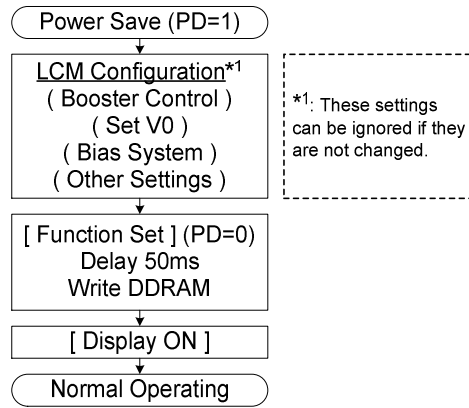 Power Save (PD=1)
LCM Configuration*1
( Booster Control )
( Set V0 )
( Bias System )
( Other Settings )
*1: These settings
can be ignored if they
are not changed.
[ Function Set ] (PD=0)
Delay 50ms
Write DDRAM
[ Display ON ]
Normal Operating